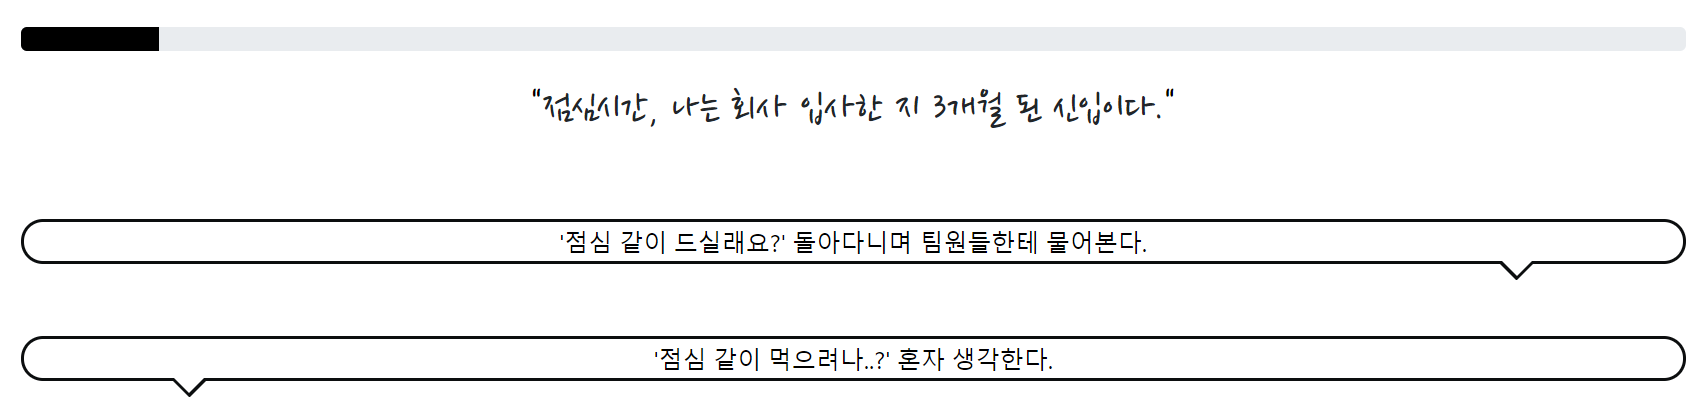 "점심시간, 나는 회사 입사한 지 3개월 된 신입이다."
'점심 같이 드실래요?' 돌아다니며 팀원들한테 물어본다.
'점심 같이 먹으려나..?' 혼자 생각한다.